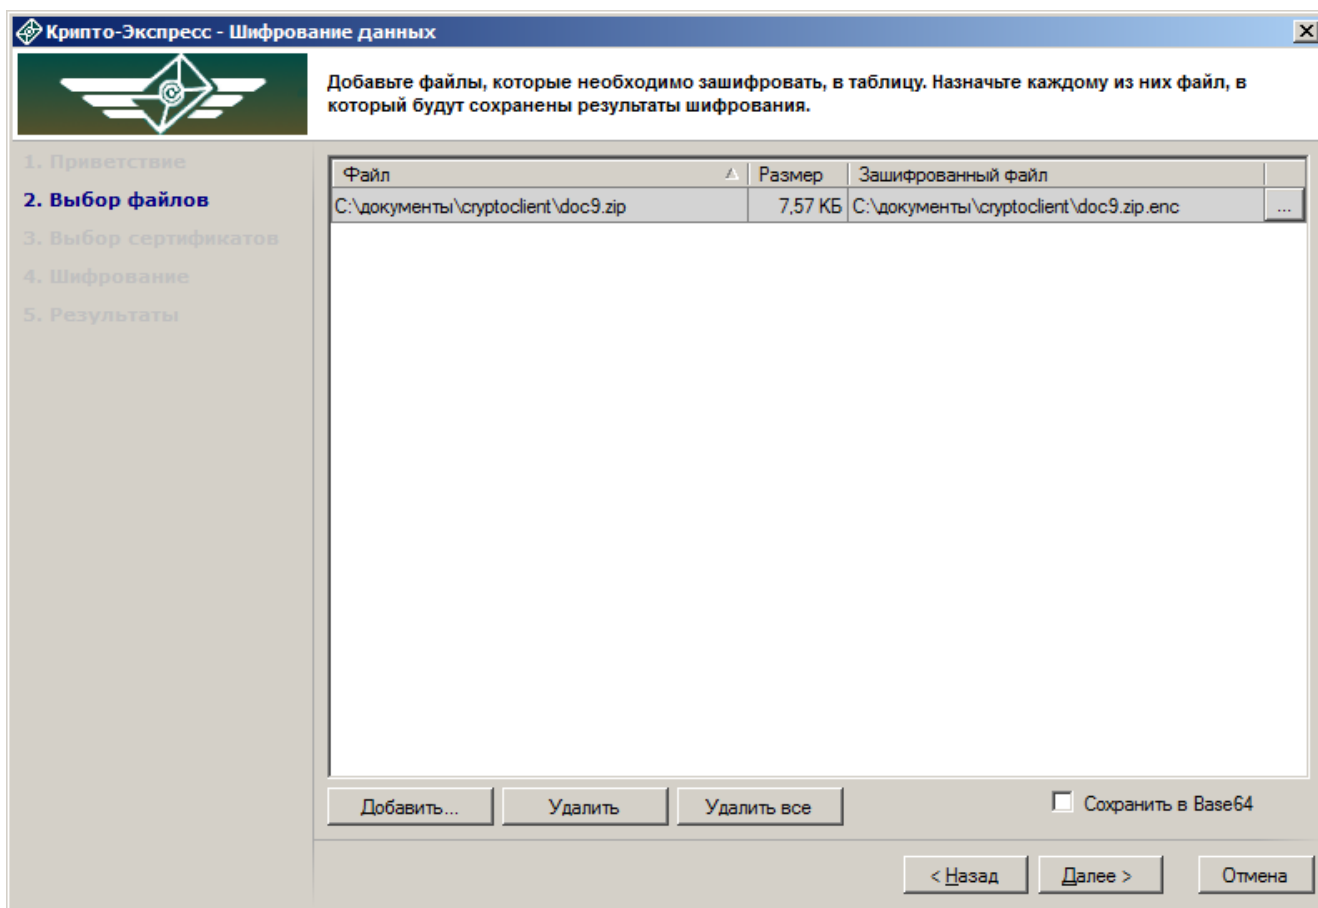 Крипто-Экспресс - Шифрование данных
Добавьте файлы, которые необходимо зашифровать, в таблицу. Назначьте каждому из них файл, в
который будут сохранены результаты шифрования.
1. Приветствие
2. Выбор файлов
3. Выбор сертификатов
4. Шифрование
5. Результаты
Файл Размер Зашифрованный файл
C:\документы\cryptoclient\doc9.zip 7,57 КБ C:\документы\cryptoclient\doc9.zip.enc ...
Добавить... Удалить Удалить все Сохранить в Base64
< Назад Далее > Отмена